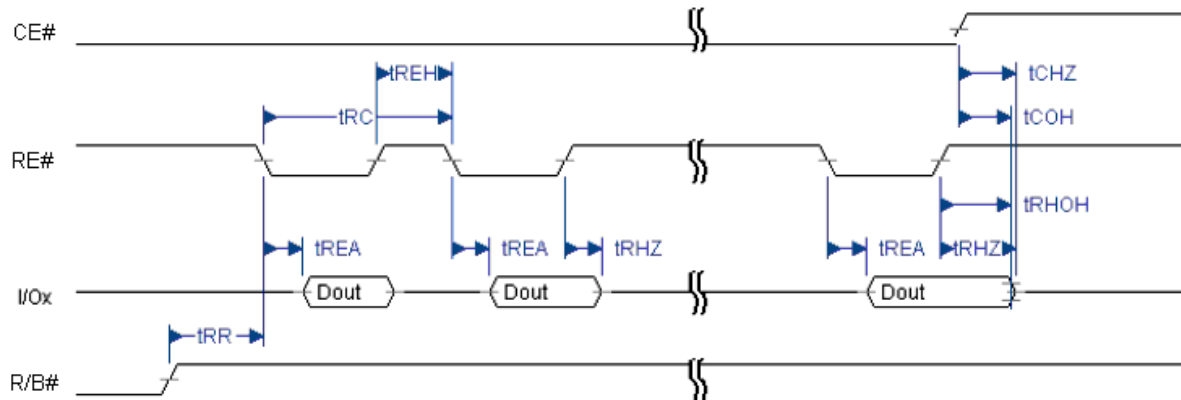 CE#
tREH
tCHZ
tRC
tCOH
RE#
tRHOH
tREA
tREA
tRHZ
tREA
tRHZ
I/Ox
Dout
Dout
Dout
tRR
R/B#